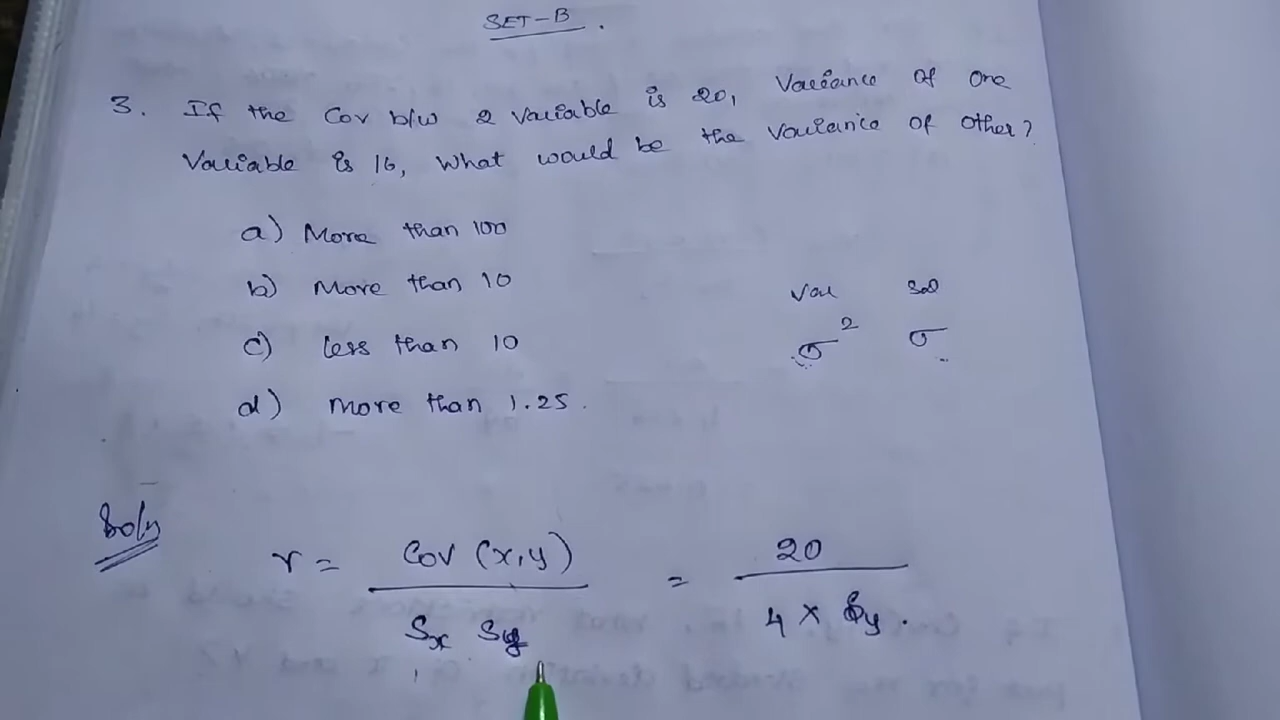 SET-B.
3. If the Cov b/w 2 Variable is 20, Variance of One
Variable is 16, What would be the Variance of Other?
a) More than 100
b) More than 10
c) less than 10
d) more than 1.25.
Var SD
σ² σ
Soln
r = Cov (x,y) / Sx Sy = 20 / 4 × Sy.